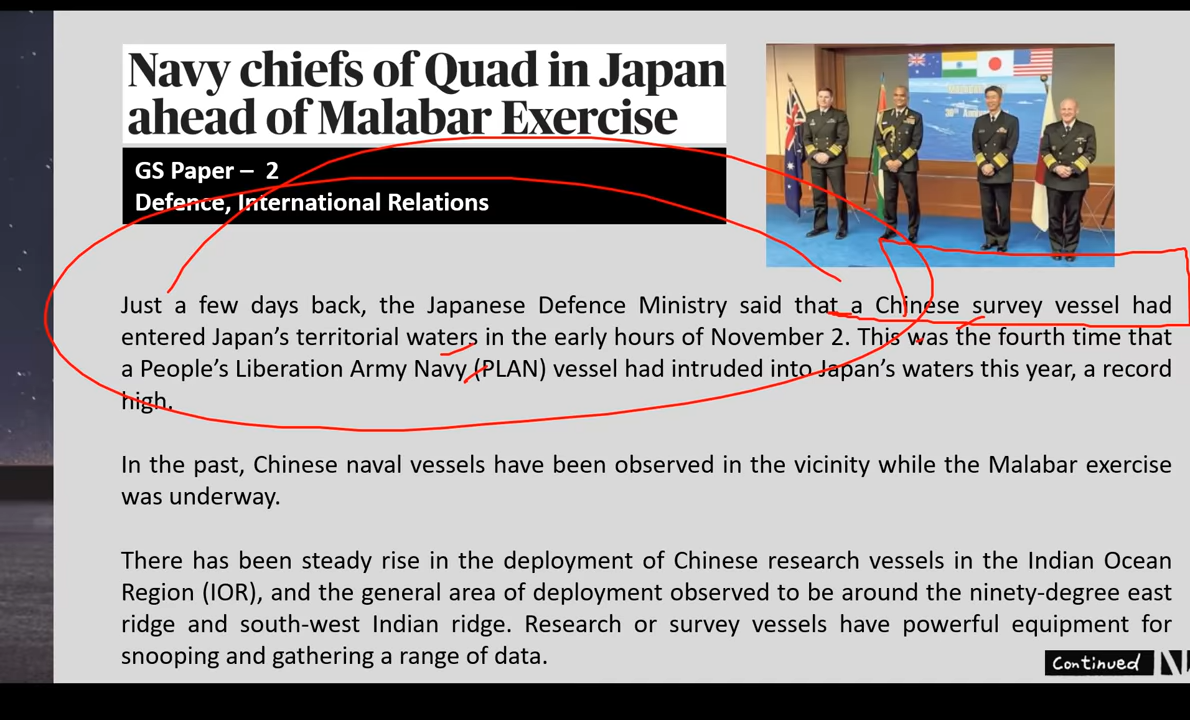 Navy chiefs of Quad in Japan
ahead of Malabar Exercise
GS Paper – 2
Defence, International Relations
Just a few days back, the Japanese Defence Ministry said that a Chinese survey vessel had
entered Japan’s territorial waters in the early hours of November 2. This was the fourth time that
a People’s Liberation Army Navy (PLAN) vessel had intruded into Japan’s waters this year, a record
high.
In the past, Chinese naval vessels have been observed in the vicinity while the Malabar exercise
was underway.
There has been steady rise in the deployment of Chinese research vessels in the Indian Ocean
Region (IOR), and the general area of deployment observed to be around the ninety-degree east
ridge and south-west Indian ridge. Research or survey vessels have powerful equipment for
snooping and gathering a range of data.
Continued